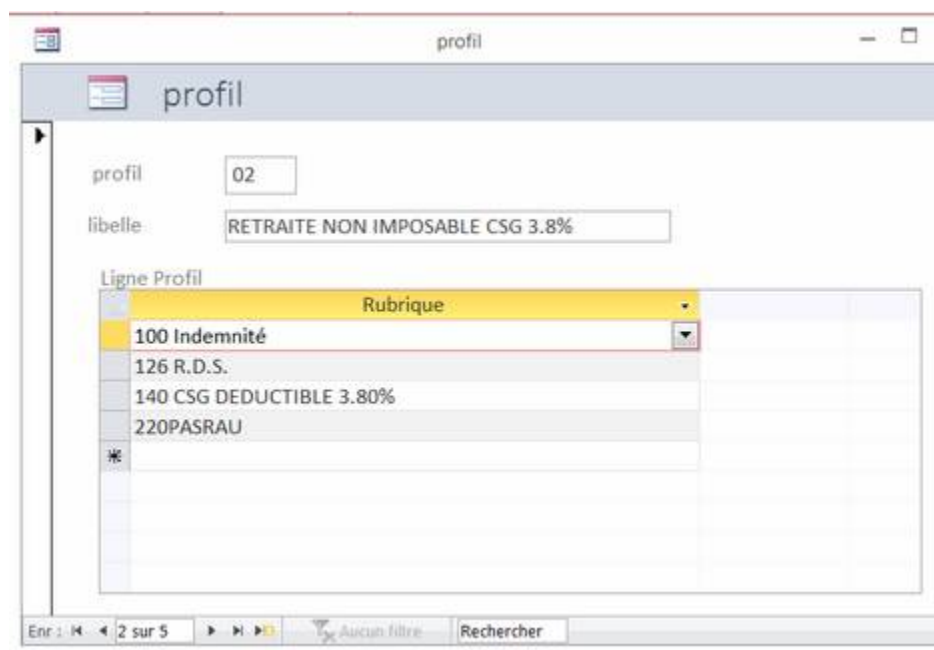 profil
profil
profil 02
libelle RETRAITE NON IMPOSABLE CSG 3.8%
Ligne Profil
Rubrique
100 Indemnité
126 R.D.S.
140 CSG DEDUCTIBLE 3.80%
220PASRAU
Enr : 2 sur 5 Aucun filtre Rechercher